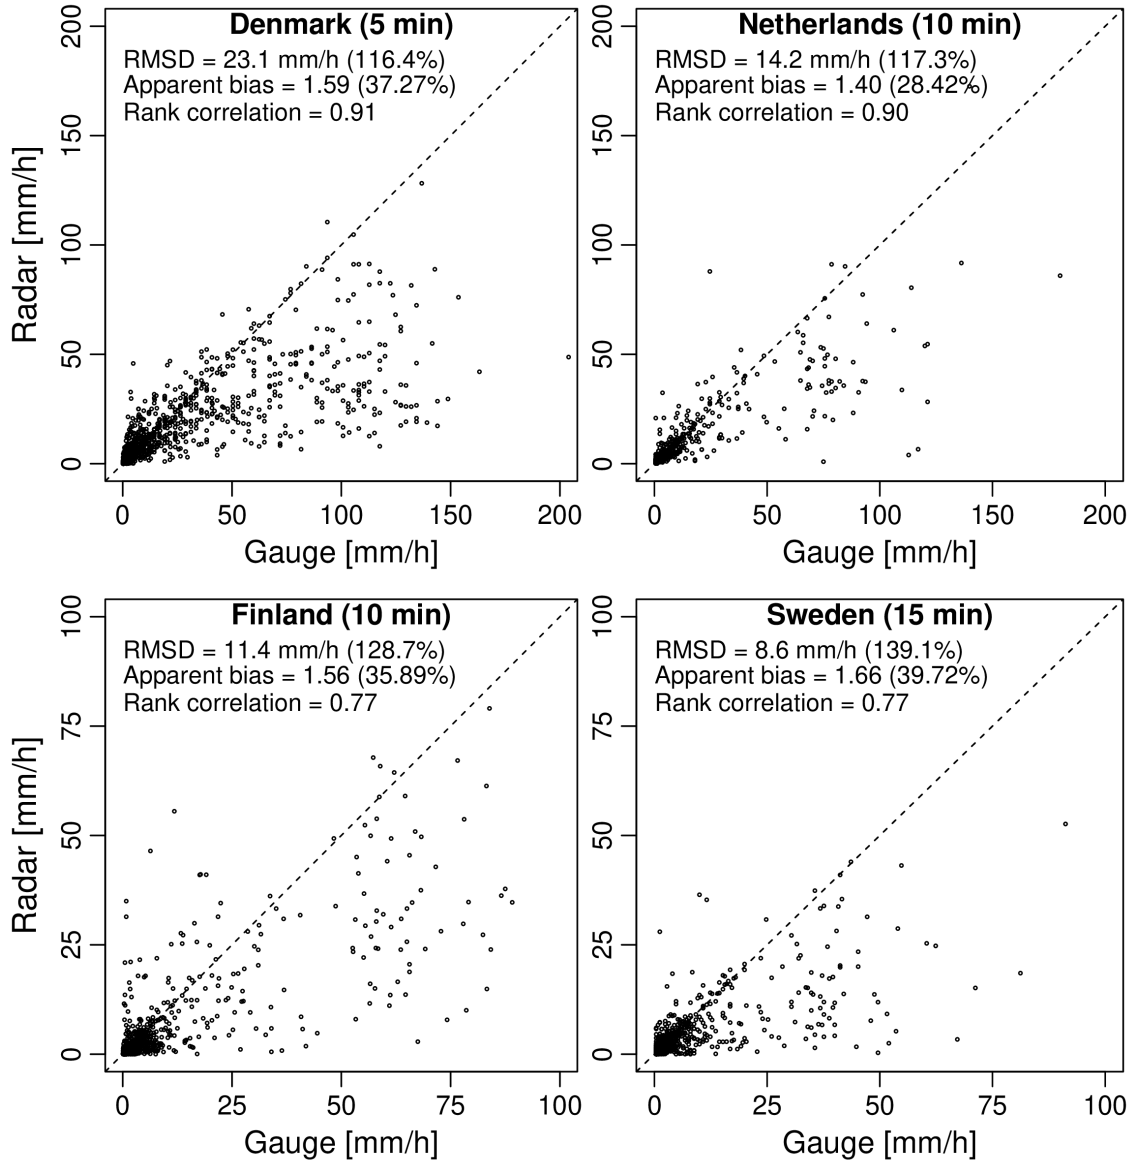 Denmark (5 min)
RMSD = 23.1 mm/h (116.4%)
Apparent bias = 1.59 (37.27%)
Rank correlation = 0.91
Radar [mm/h]
200
150
100
50
0
0 50 100 150 200
Gauge [mm/h]
Netherlands (10 min)
RMSD = 14.2 mm/h (117.3%)
Apparent bias = 1.40 (28.42%)
Rank correlation = 0.90
200
150
100
50
0
0 50 100 150 200
Gauge [mm/h]
Finland (10 min)
RMSD = 11.4 mm/h (128.7%)
Apparent bias = 1.56 (35.89%)
Rank correlation = 0.77
Radar [mm/h]
100
75
50
25
0
0 25 50 75 100
Gauge [mm/h]
Sweden (15 min)
RMSD = 8.6 mm/h (139.1%)
Apparent bias = 1.66 (39.72%)
Rank correlation = 0.77
100
75
50
25
0
0 25 50 75 100
Gauge [mm/h]